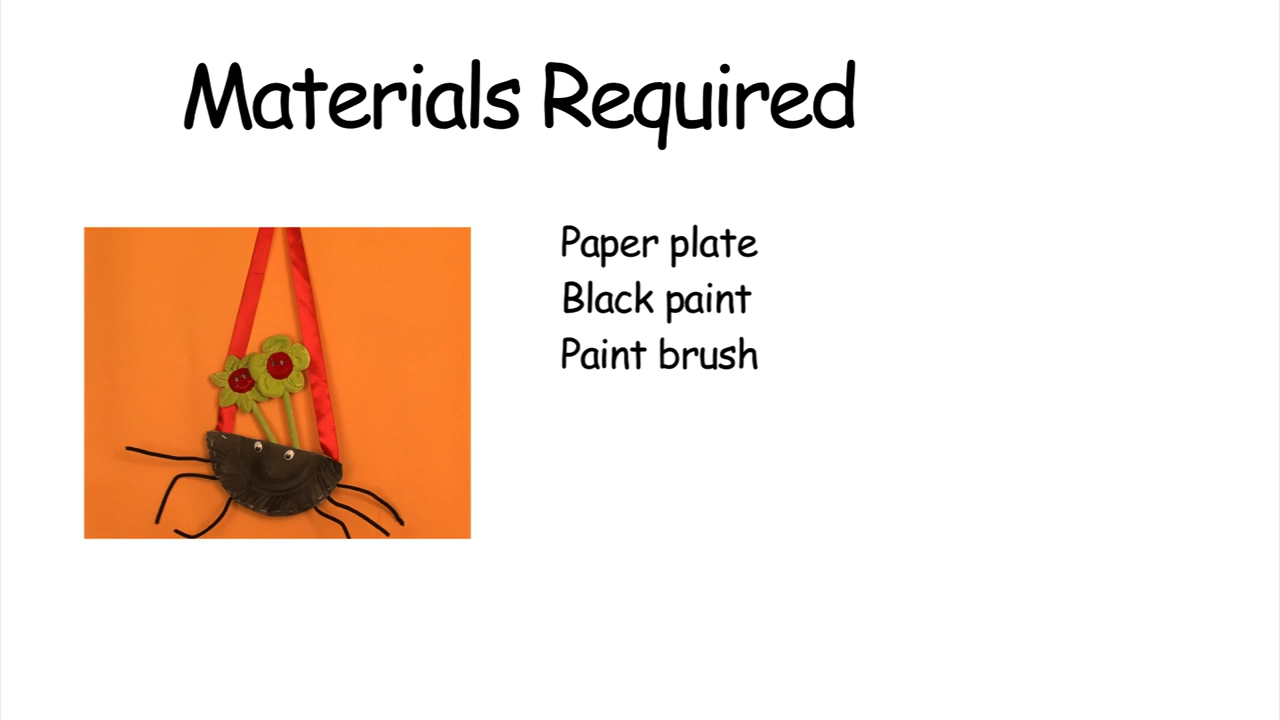 Materials Required
Paper plate
Black paint
Paint brush